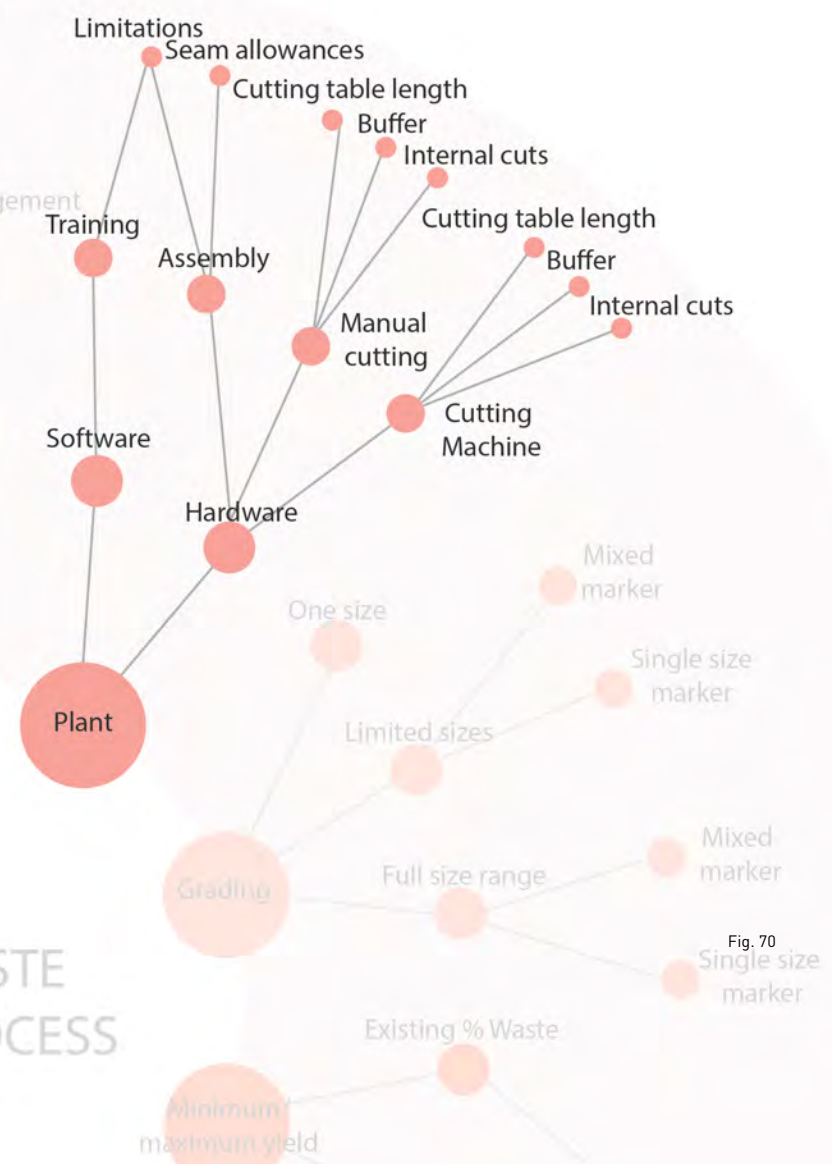 Limitations
Seam allowances
Cutting table length
Buffer
Internal cuts
gement
Training
Cutting table length
Assembly
Buffer
Internal cuts
Manual
cutting
Cutting
Machine
Software
Hardware
Mixed
marker
One size
Single size
marker
Plant
Limited sizes
Mixed
marker
Full size range
Grading
Fig. 70
Single size
marker
STE
OCESS
Existing % Waste
Minimum
maximum yield